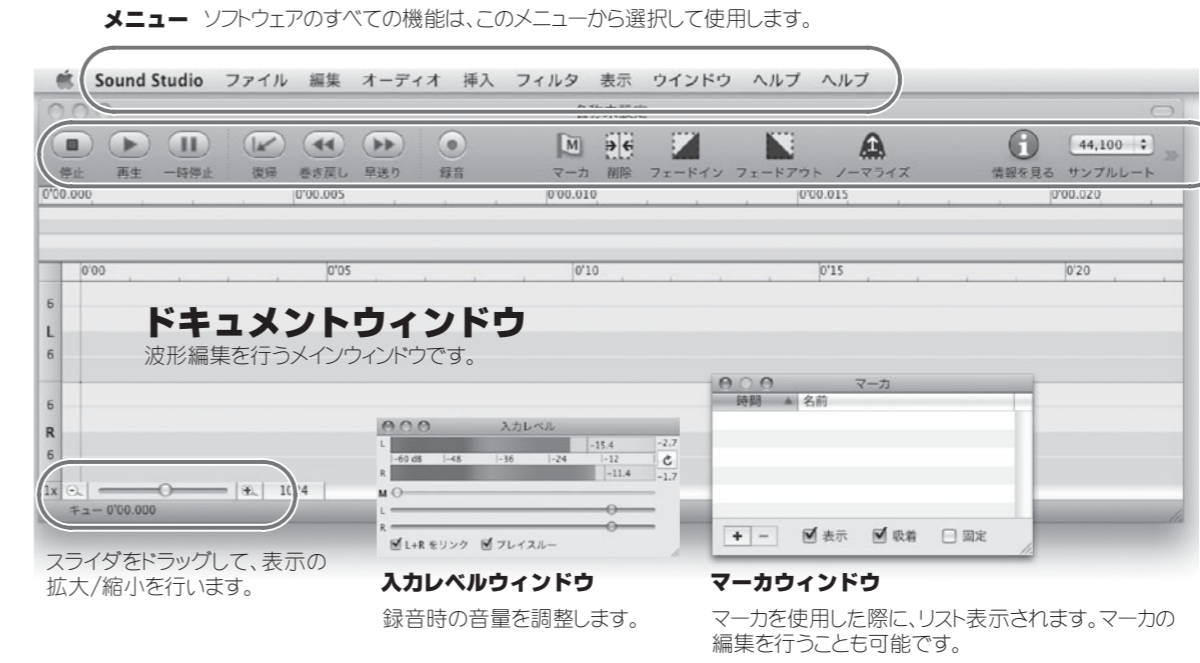 メニュー ソフトウェアのすべての機能は、このメニューから選択して使用します。
Sound Studio ファイル 編集 オーディオ 挿入 フィルタ 表示 ウインドウ ヘルプ ヘルプ
停止 再生 一時停止 復帰 巻き戻し 早送り 録音 M マーカ 削除 フェードイン フェードアウト ノーマライズ 情報を見る 44,100 サンプルレート
0'00.000 0'00.005 0'00.010 0'00.015 0'00.020
0'00 0'05 0'10 0'15 0'20
6
L
6
ドキュメントウィンドウ
波形編集を行うメインウィンドウです。
6
R
6
入力レベル
L -15.4 -2.7
-60 dB -48 -36 -24 -12
R -11.4 -1.7
M
L
R
L+R をリンク プレイスルー
マーカ
時間 名前
+ - 表示 吸着 固定
1x
キュー 0'00.000
スライダをドラッグして、表示の
拡大/縮小を行います。
入力レベルウィンドウ
録音時の音量を調整します。
マーカウィンドウ
マーカを使用した際に、リスト表示されます。マーカの
編集を行うことも可能です。